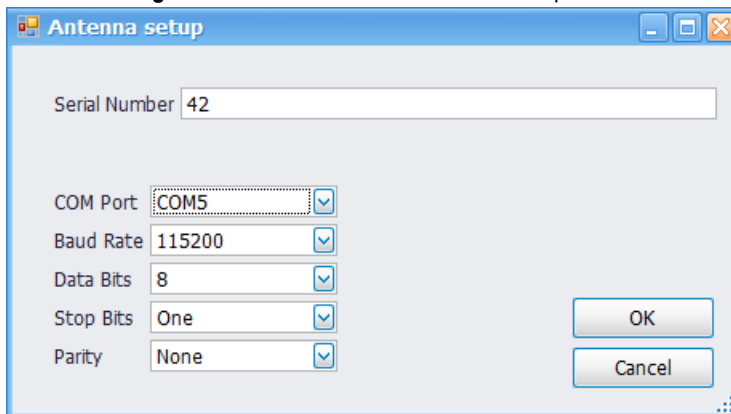 Antenna setup
Serial Number 42
COM Port COM5
Baud Rate 115200
Data Bits 8
Stop Bits One
OK
Parity None
Cancel